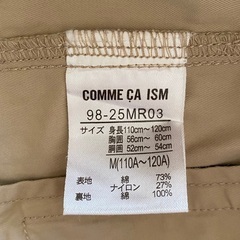 COMME ÇA ISM
98-25MR03
サイズ 身長110cm～120cm
胸囲 56cm～ 60cm
胴囲 52cm～ 54cm
M(110A～120A)
表地 綿 73%
ナイロン 27%
裏地 綿 100%